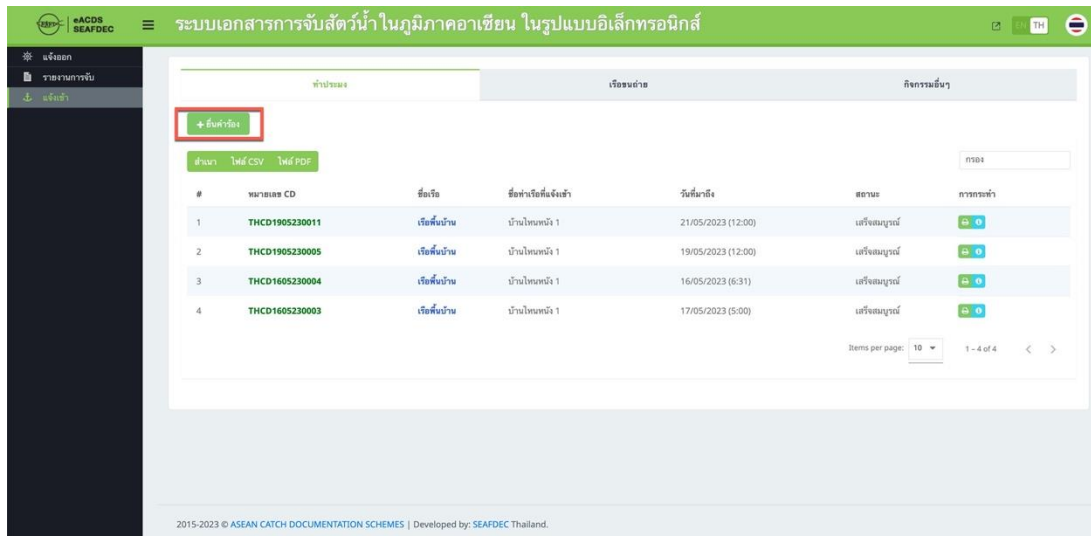 eACDS
SEAFDEC
ระบบเอกสารการจับสัตว์น้ำในภูมิภาคอาเซียน ในรูปแบบอิเล็กทรอนิกส์
EN TH
แจ้งออก
รายงานการจับ
แจ้งเข้า
ทำประมง เรือขนถ่าย กิจกรรมอื่นๆ
+ ยื่นคำร้อง
สำเนา ไฟล์ CSV ไฟล์ PDF กรอง
# หมายเลข CD ชื่อเรือ ชื่อท่าเรือที่แจ้งเข้า วันที่มาถึง สถานะ การกระทำ
1 THCD1905230011 เรือพื้นบ้าน บ้านไหนหนัง 1 21/05/2023 (12:00) เสร็จสมบูรณ์
2 THCD1905230005 เรือพื้นบ้าน บ้านไหนหนัง 1 19/05/2023 (12:00) เสร็จสมบูรณ์
3 THCD1605230004 เรือพื้นบ้าน บ้านไหนหนัง 1 16/05/2023 (6:31) เสร็จสมบูรณ์
4 THCD1605230003 เรือพื้นบ้าน บ้านไหนหนัง 1 17/05/2023 (5:00) เสร็จสมบูรณ์
Items per page: 10 1 – 4 of 4
2015-2023 © ASEAN CATCH DOCUMENTATION SCHEMES | Developed by: SEAFDEC Thailand.